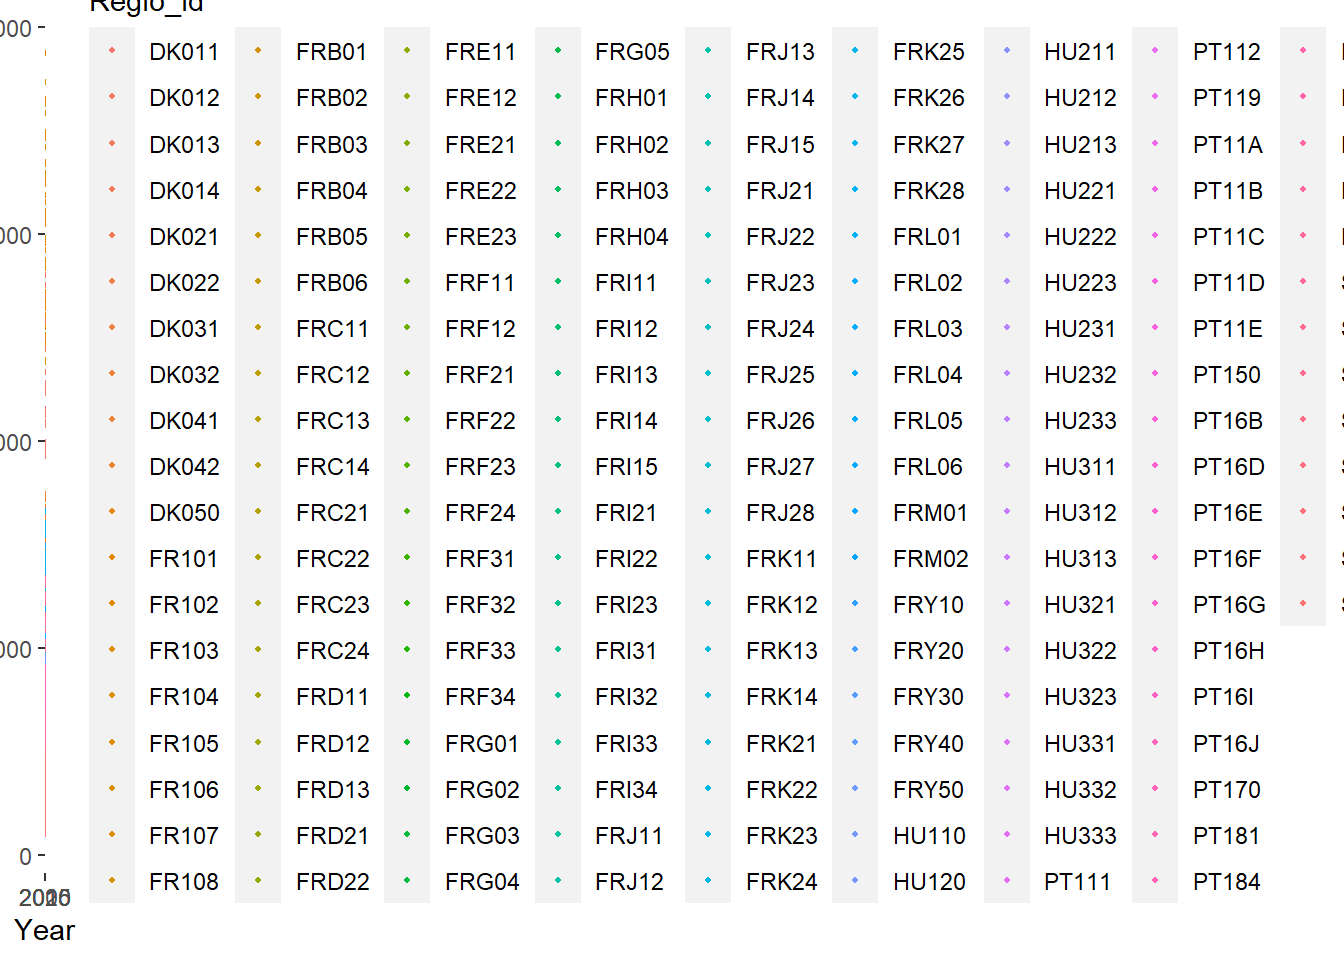 Regio_id
000
DK011 FRB01 FRE11 FRG05 FRJ13 FRK25 HU211 PT112
DK012 FRB02 FRE12 FRH01 FRJ14 FRK26 HU212 PT119
DK013 FRB03 FRE21 FRH02 FRJ15 FRK27 HU213 PT11A
DK014 FRB04 FRE22 FRH03 FRJ21 FRK28 HU221 PT11B
000 DK021 FRB05 FRE23 FRH04 FRJ22 FRL01 HU222 PT11C
DK022 FRB06 FRF11 FRI11 FRJ23 FRL02 HU223 PT11D
DK031 FRC11 FRF12 FRI12 FRJ24 FRL03 HU231 PT11E
DK032 FRC12 FRF21 FRI13 FRJ25 FRL04 HU232 PT150
DK041 FRC13 FRF22 FRI14 FRJ26 FRL05 HU233 PT16B
000
DK042 FRC14 FRF23 FRI15 FRJ27 FRL06 HU311 PT16D
DK050 FRC21 FRF24 FRI21 FRJ28 FRM01 HU312 PT16E
FR101 FRC22 FRF31 FRI22 FRK11 FRM02 HU313 PT16F
FR102 FRC23 FRF32 FRI23 FRK12 FRY10 HU321 PT16G
000 FR103 FRC24 FRF33 FRI31 FRK13 FRY20 HU322 PT16H
FR104 FRD11 FRF34 FRI32 FRK14 FRY30 HU323 PT16I
FR105 FRD12 FRG01 FRI33 FRK21 FRY40 HU331 PT16J
FR106 FRD13 FRG02 FRI34 FRK22 FRY50 HU332 PT170
FR107 FRD21 FRG03 FRJ11 FRK23 HU110 HU333 PT181
0
FR108 FRD22 FRG04 FRJ12 FRK24 HU120 PT111 PT184
Year